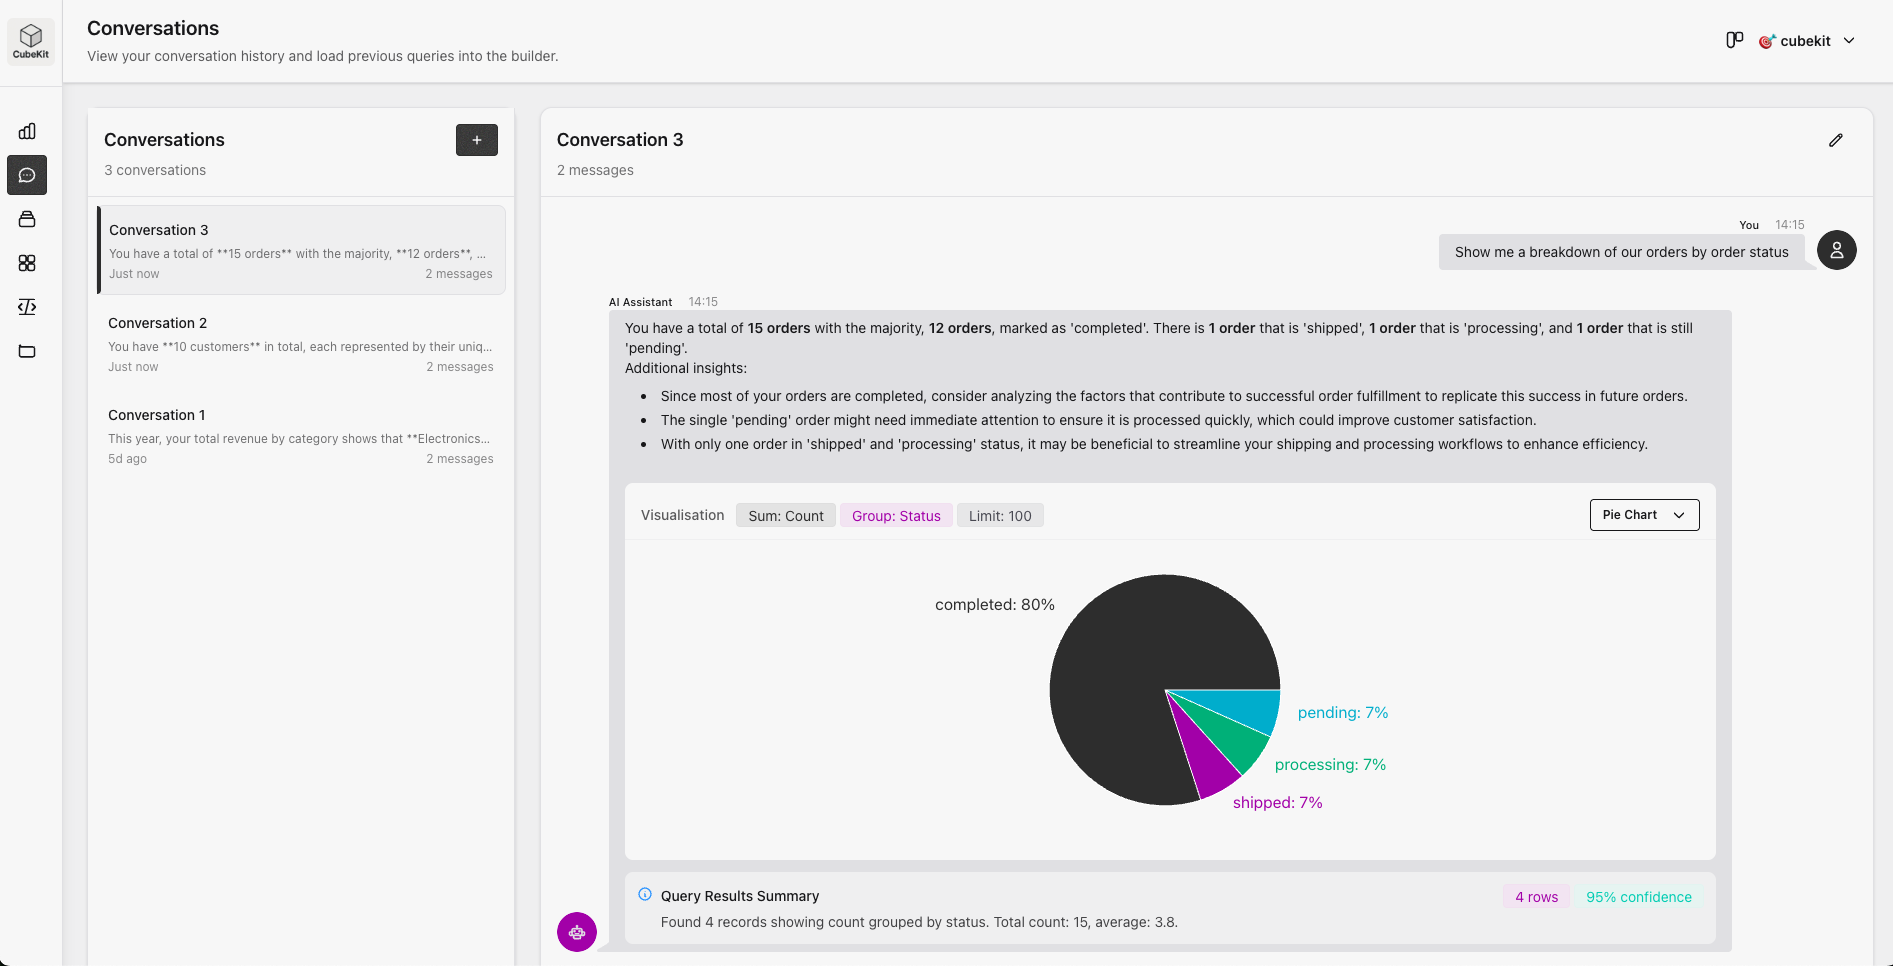 CubeKit
Conversations
View your conversation history and load previous queries into the builder.
cubekit
Conversations
+
3 conversations
Conversation 3
You have a total of **15 orders** with the majority, **12 orders**, ...
Just now
2 messages
Conversation 2
You have **10 customers** in total, each represented by their uniq...
Just now
2 messages
Conversation 1
This year, your total revenue by category shows that **Electronics...
5d ago
2 messages
Conversation 3
2 messages
You 14:15
Show me a breakdown of our orders by order status
AI Assistant 14:15
You have a total of 15 orders with the majority, 12 orders, marked as 'completed'. There is 1 order that is 'shipped', 1 order that is 'processing', and 1 order that is still
'pending'.
Additional insights:
• Since most of your orders are completed, consider analyzing the factors that contribute to successful order fulfillment to replicate this success in future orders.
• The single 'pending' order might need immediate attention to ensure it is processed quickly, which could improve customer satisfaction.
• With only one order in 'shipped' and 'processing' status, it may be beneficial to streamline your shipping and processing workflows to enhance efficiency.
Visualisation
Sum: Count
Group: Status
Limit: 100
Pie Chart
completed: 80%
pending: 7%
processing: 7%
shipped: 7%
Query Results Summary
4 rows
95% confidence
Found 4 records showing count grouped by status. Total count: 15, average: 3.8.